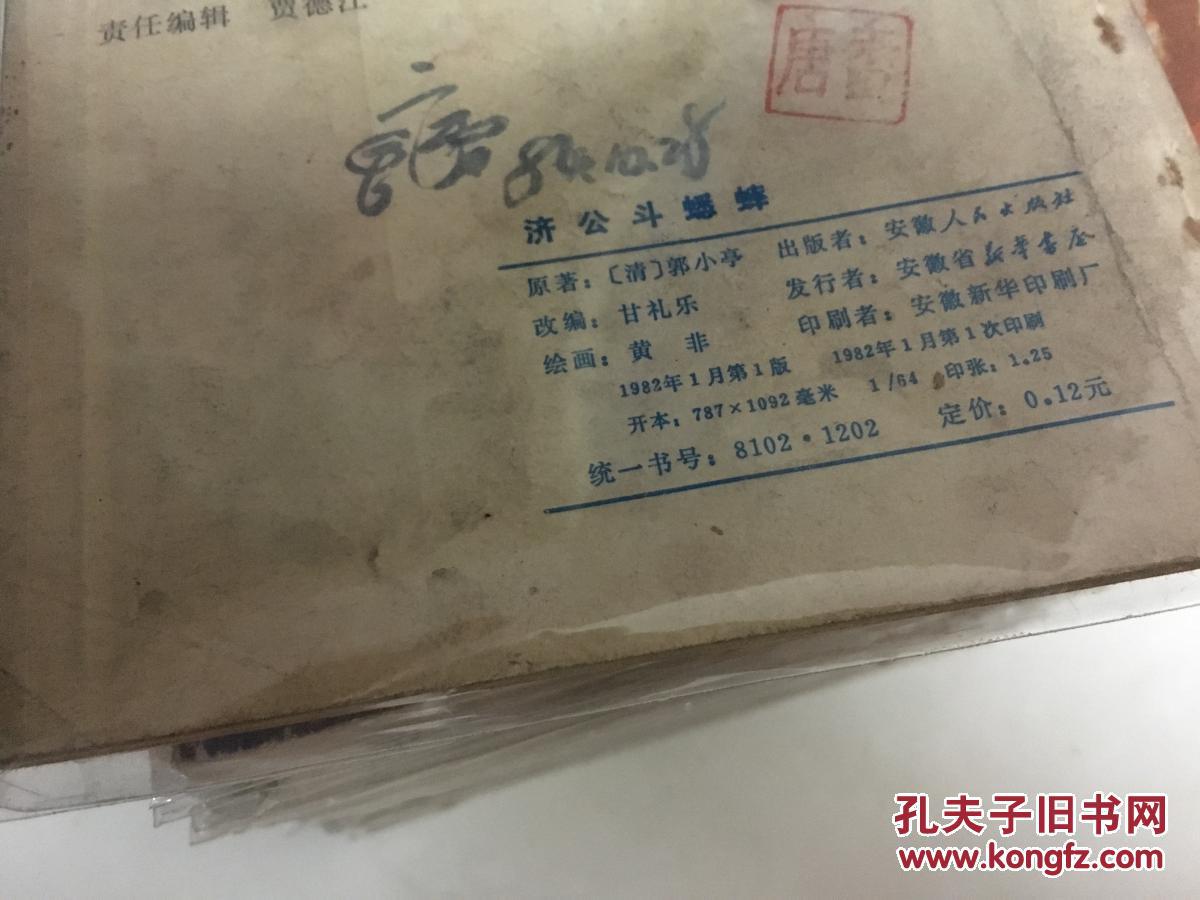 责任编辑 贾德江
唐
济公斗蟋蟀
原著：〔清〕郭小亭 出版者：安徽人民出版社
改编：甘礼乐 发行者：安徽省新华书店
绘画：黄 非 印刷者：安徽新华印刷厂
1982年1月第1版 1982年1月第1次印刷
开本：787×1092毫米 1/64 印张：1.25
统一书号：8102·1202 定价：0.12元
孔夫子旧书网
www.kongfz.com